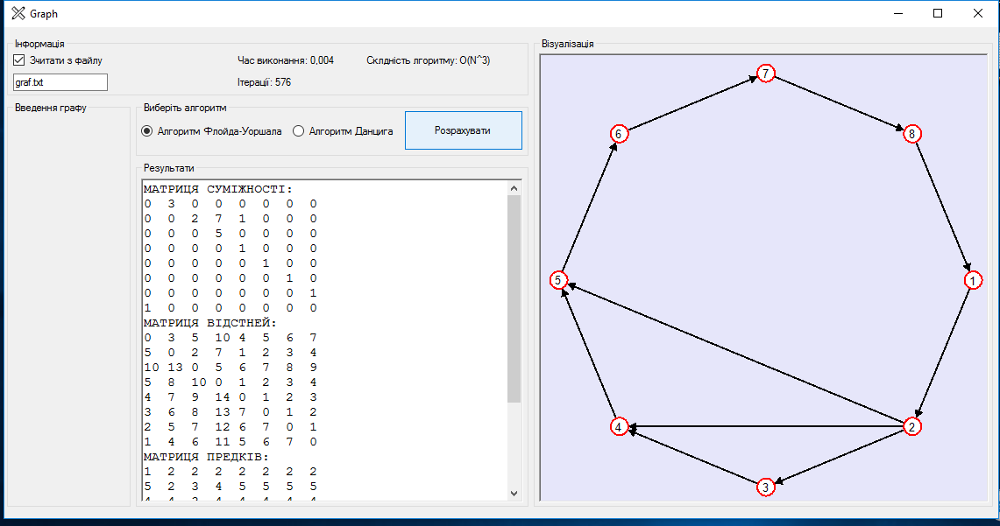 Graph
Інформація
Зчитати з файлу
Час виконання: 0,004
Склдність лгоритму: O(N^3)
graf.txt
Ітерації: 576
Введення графу
Виберіть алгоритм
Алгоритм Флойда-Уоршала
Алгоритм Данцига
Розрахувати
Результати
МАТРИЦЯ СУМІЖНОСТІ:
0 3 0 0 0 0 0 0
0 0 2 7 1 0 0 0
0 0 0 5 0 0 0 0
0 0 0 0 1 0 0 0
0 0 0 0 0 1 0 0
0 0 0 0 0 0 1 0
0 0 0 0 0 0 0 1
1 0 0 0 0 0 0 0
МАТРИЦЯ ВІДСТНЕЙ:
0 3 5 10 4 5 6 7
5 0 2 7 1 2 3 4
10 13 0 5 6 7 8 9
5 8 10 0 1 2 3 4
4 7 9 14 0 1 2 3
3 6 8 13 7 0 1 2
2 5 7 12 6 7 0 1
1 4 6 11 5 6 7 0
МАТРИЦЯ ПРЕДКІВ:
1 2 2 2 2 2 2 2
5 2 3 4 5 5 5 5
Візуалізація
7
6
8
5
1
4
2
3